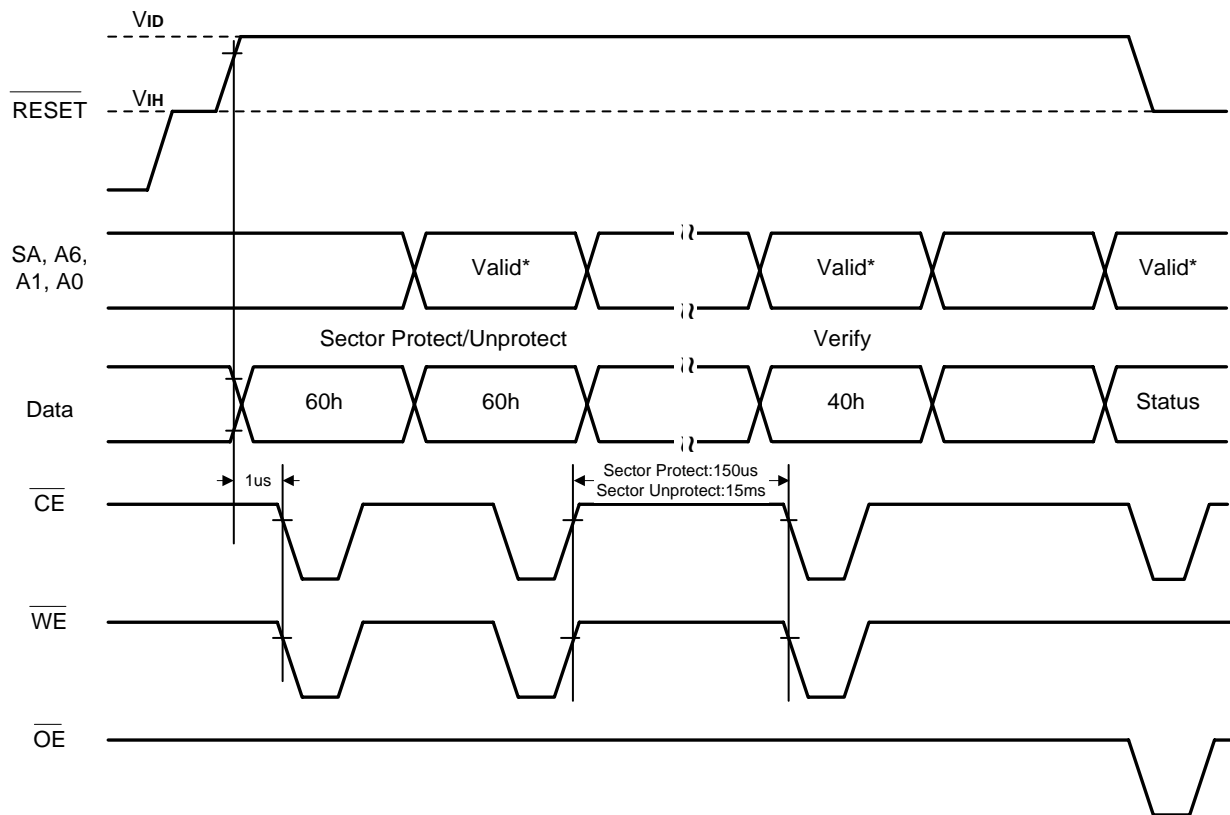 VID
RESET
VIH
SA, A6,
A1, A0
Valid*
Valid*
Valid*
Sector Protect/Unprotect
Verify
Data
60h
60h
40h
Status
1us
Sector Protect:150us
Sector Unprotect:15ms
CE
WE
OE